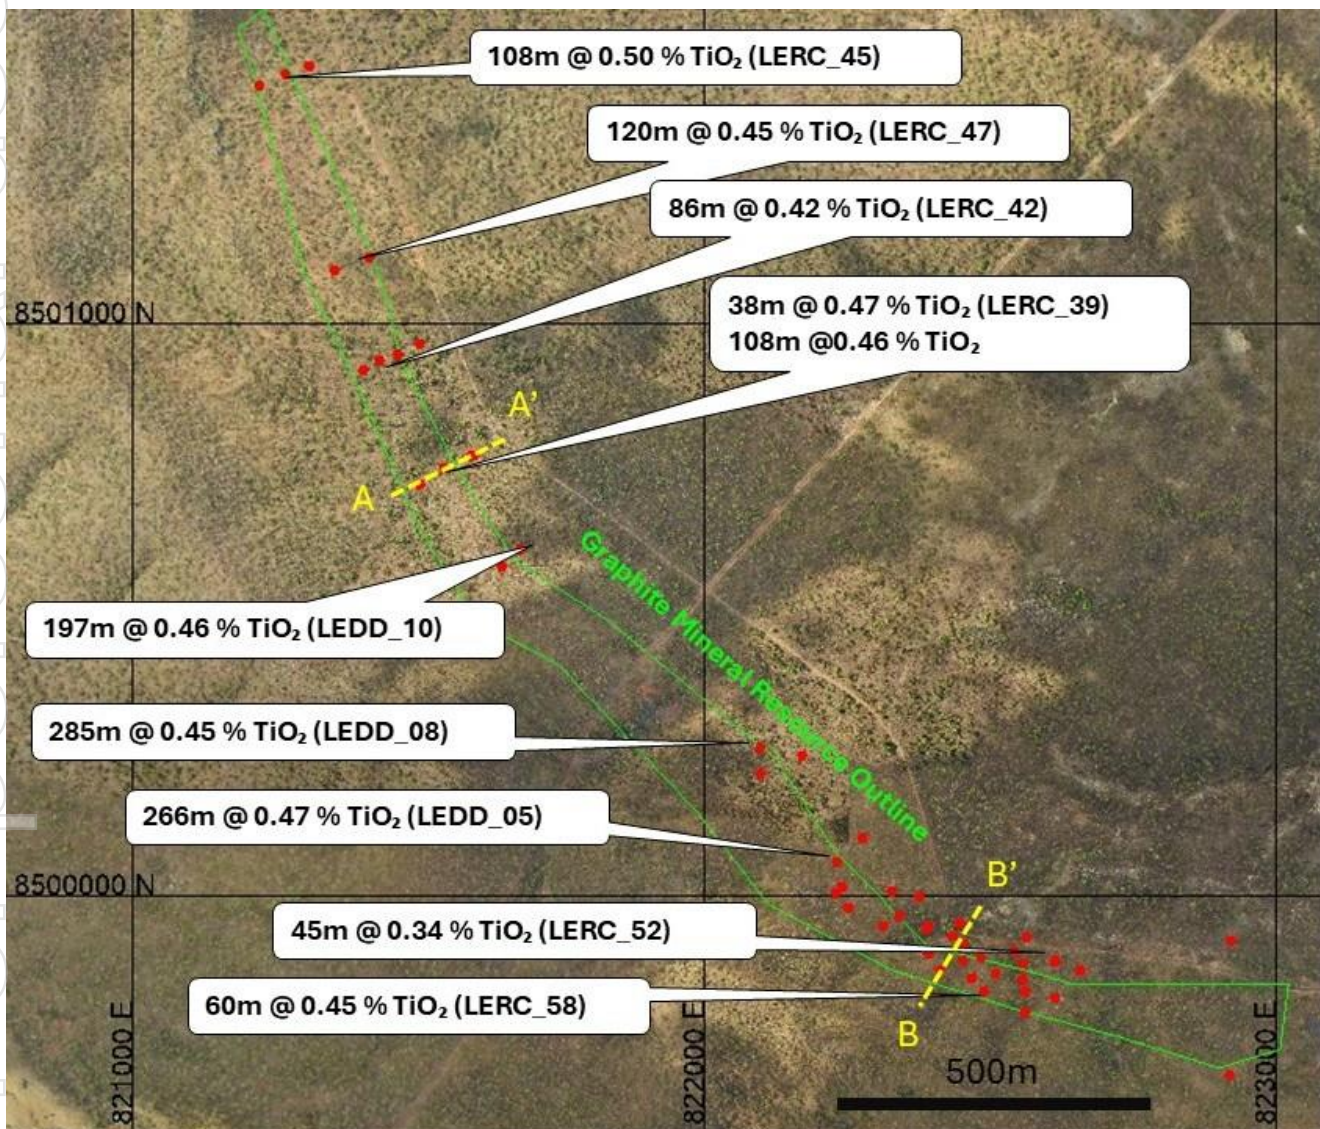 108m @ 0.50 % TiO₂ (LERC_45)
120m @ 0.45 % TiO₂ (LERC_47)
86m @ 0.42 % TiO₂ (LERC_42)
8501000 N
38m @ 0.47 % TiO₂ (LERC_39)
108m @0.46 % TiO₂
A'
A
Graphite Mineral Resource Outline
197m @ 0.46 % TiO₂ (LEDD_10)
285m @ 0.45 % TiO₂ (LEDD_08)
266m @ 0.47 % TiO₂ (LEDD_05)
8500000 N
B'
45m @ 0.34 % TiO₂ (LERC_52)
60m @ 0.45 % TiO₂ (LERC_58)
B
500m
821000 E
822000 E
823000 E